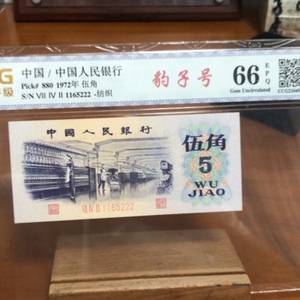 G
中国 / 中国人民银行
Pick# 880 1972年 伍角
S/N VII IV II 1165222 -纺织
豹子号
66
E
P
Q
Gem Uncirculated
中国人民银行
伍角
5
WU
JIAO
1165222